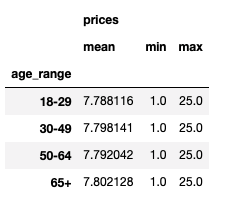 prices
mean min max
age_range
18-29 7.788116 1.0 25.0
30-49 7.798141 1.0 25.0
50-64 7.792042 1.0 25.0
65+ 7.802128 1.0 25.0